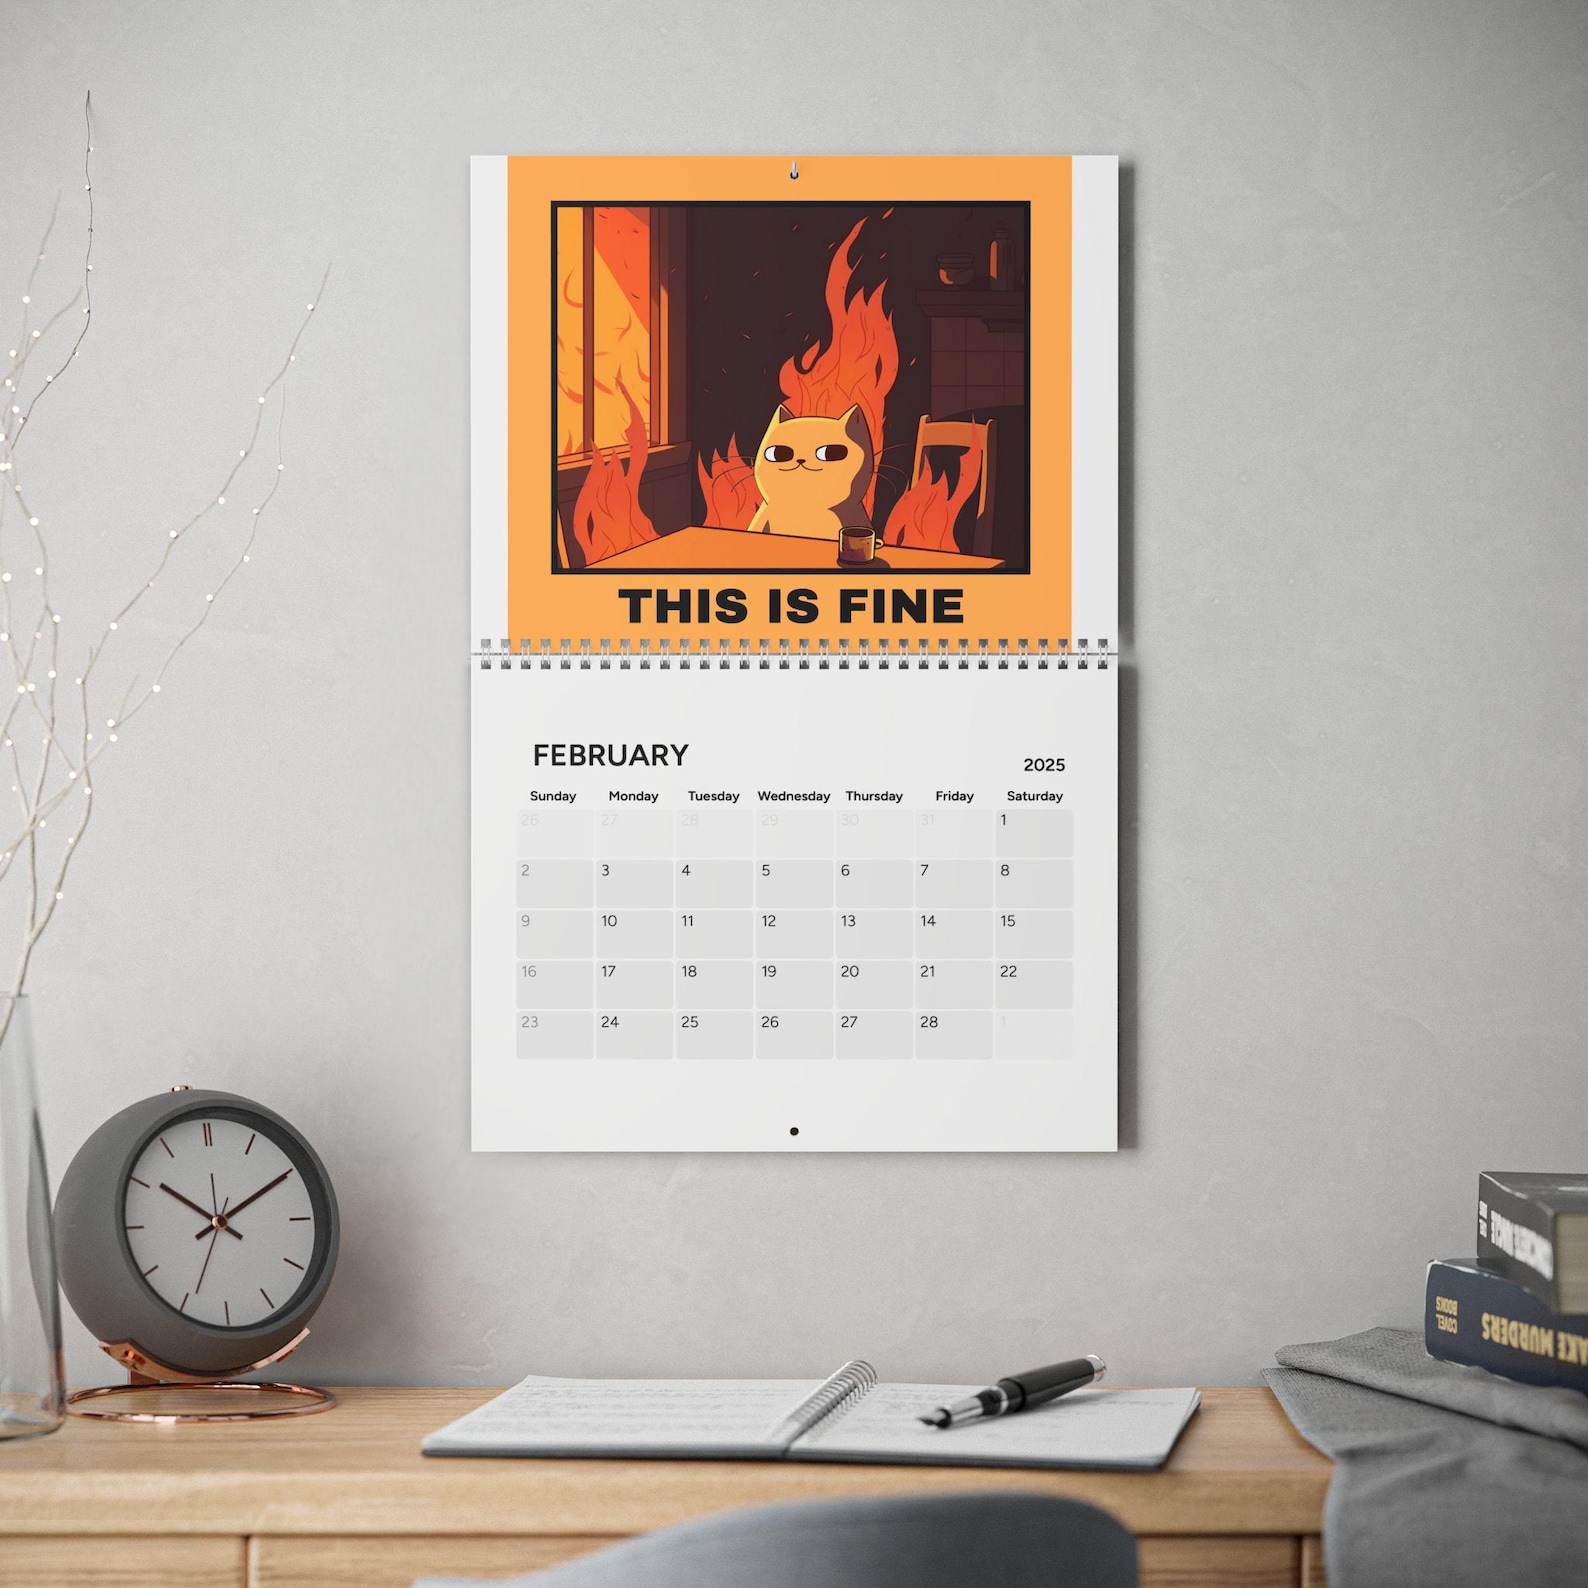 THIS IS FINE
FEBRUARY
2025
Sunday Monday Tuesday Wednesday Thursday Friday Saturday
26 27 28 29 30 31 1
2 3 4 5 6 7 8
9 10 11 12 13 14 15
16 17 18 19 20 21 22
23 24 25 26 27 28 1
COVEL
BOOKS
MURDERS